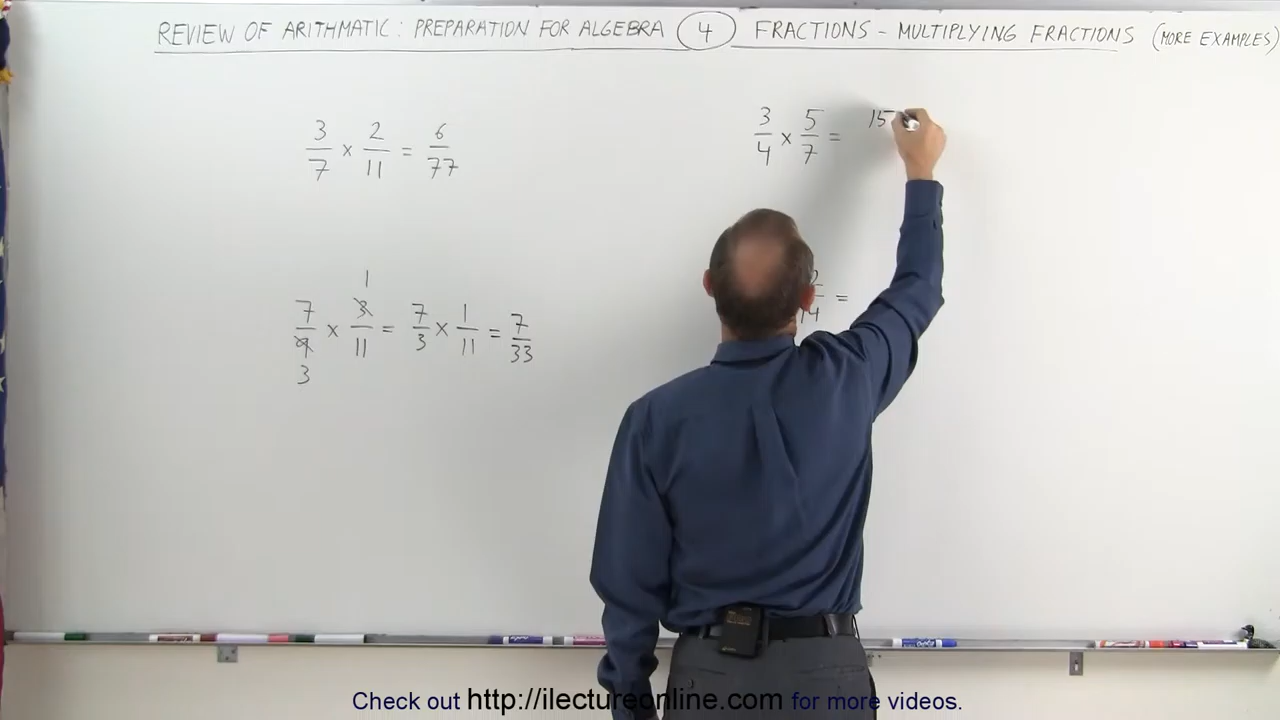 REVIEW OF ARITHMATIC: PREPARATION FOR ALGEBRA 4 FRACTIONS - MULTIPLYING FRACTIONS (MORE EXAMPLES)
3/7 × 2/11 = 6/77
3/4 × 5/7 = 15
1
7/9 × 3/11 = 7/3 × 1/11 = 7/33
3
2/14 =
Check out http://ilectureonline.com for more videos.